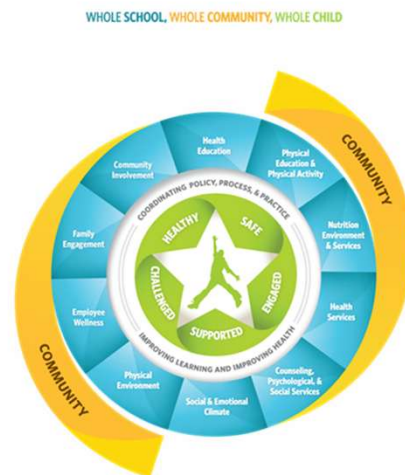 WHOLE SCHOOL, WHOLE COMMUNITY, WHOLE CHILD
COMMUNITY
Health
Education
Physical
Education &
Physical Activity
Nutrition
Environment
& Services
Health
Services
Counseling,
Psychological, &
Social Services
Social & Emotional
Climate
Physical
Environment
Employee
Wellness
Family
Engagement
Community
Involvement
COORDINATING POLICY, PROCESS, & PRACTICE
IMPROVING LEARNING AND IMPROVING HEALTH
HEALTHY
SAFE
ENGAGED
SUPPORTED
CHALLENGED
COMMUNITY